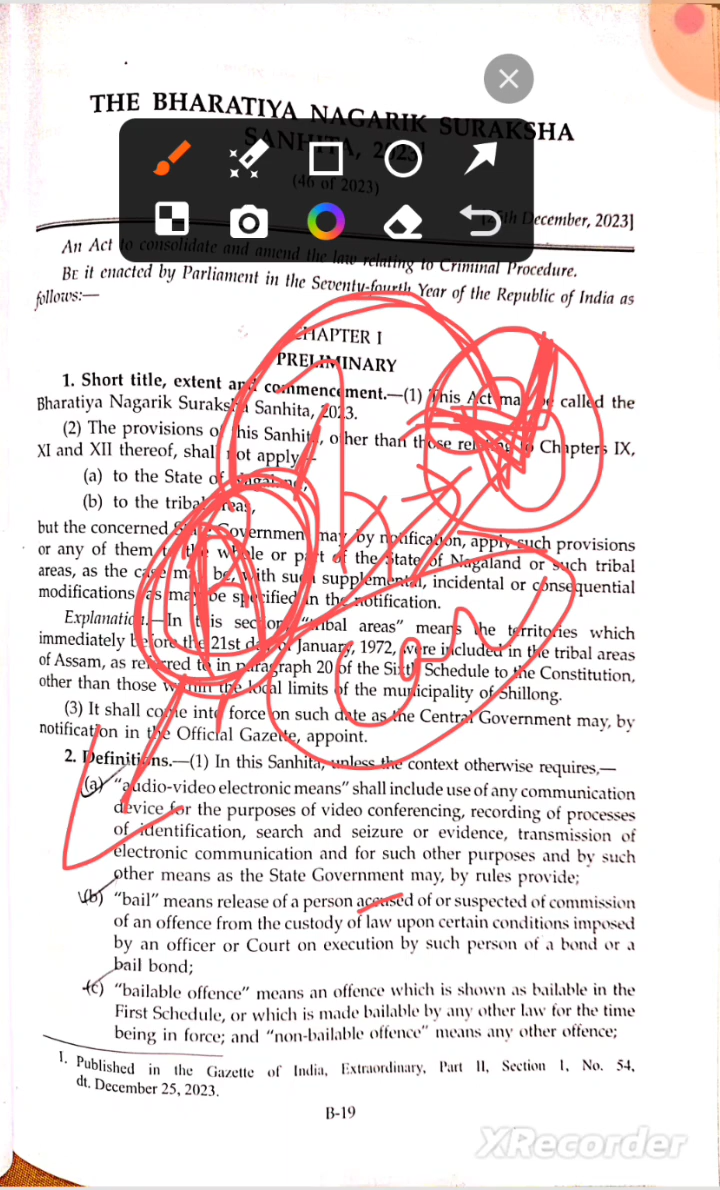 THE BHARATIYA NAGARIK SURAKSHA
SANHITA, 2023
(46 of 2023)
December, 2023]
An Act to consolidate and amend the law relating to Criminal Procedure.
BE it enacted by Parliament in the Seventy-fourth Year of the Republic of India as
follows:—
CHAPTER I
PRELIMINARY
1. Short title, extent and commencement.—(1) This Act may be called the
Bharatiya Nagarik Suraksha Sanhita, 2023.
(2) The provisions of this Sanhita, other than those relating to Chapters IX,
XI and XII thereof, shall not apply—
(a) to the State of Nagaland,
(b) to the tribal areas,
but the concerned State Government may, by notification, apply such provisions
or any of them to the whole or part of the State of Nagaland or such tribal
areas, as the case may be, with such supplemental, incidental or consequential
modifications, as may be specified in the notification.
Explanation.—In this section, "tribal areas" means the territories which
immediately before the 21st day of January, 1972, were included in the tribal areas
of Assam, as referred to in paragraph 20 of the Sixth Schedule to the Constitution,
other than those within the local limits of the municipality of Shillong.
(3) It shall come into force on such date as the Central Government may, by
notification in the Official Gazette, appoint.
2. Definitions.—(1) In this Sanhita, unless the context otherwise requires,—
(a) "audio-video electronic means" shall include use of any communication
device for the purposes of video conferencing, recording of processes
of identification, search and seizure or evidence, transmission of
electronic communication and for such other purposes and by such
other means as the State Government may, by rules provide;
(b) "bail" means release of a person accused of or suspected of commission
of an offence from the custody of law upon certain conditions imposed
by an officer or Court on execution by such person of a bond or a
bail bond;
(c) "bailable offence" means an offence which is shown as bailable in the
First Schedule, or which is made bailable by any other law for the time
being in force; and "non-bailable offence" means any other offence;
1. Published in the Gazette of India, Extraordinary, Part II, Section 1, No. 54,
dt. December 25, 2023.
B-19
XRecorder